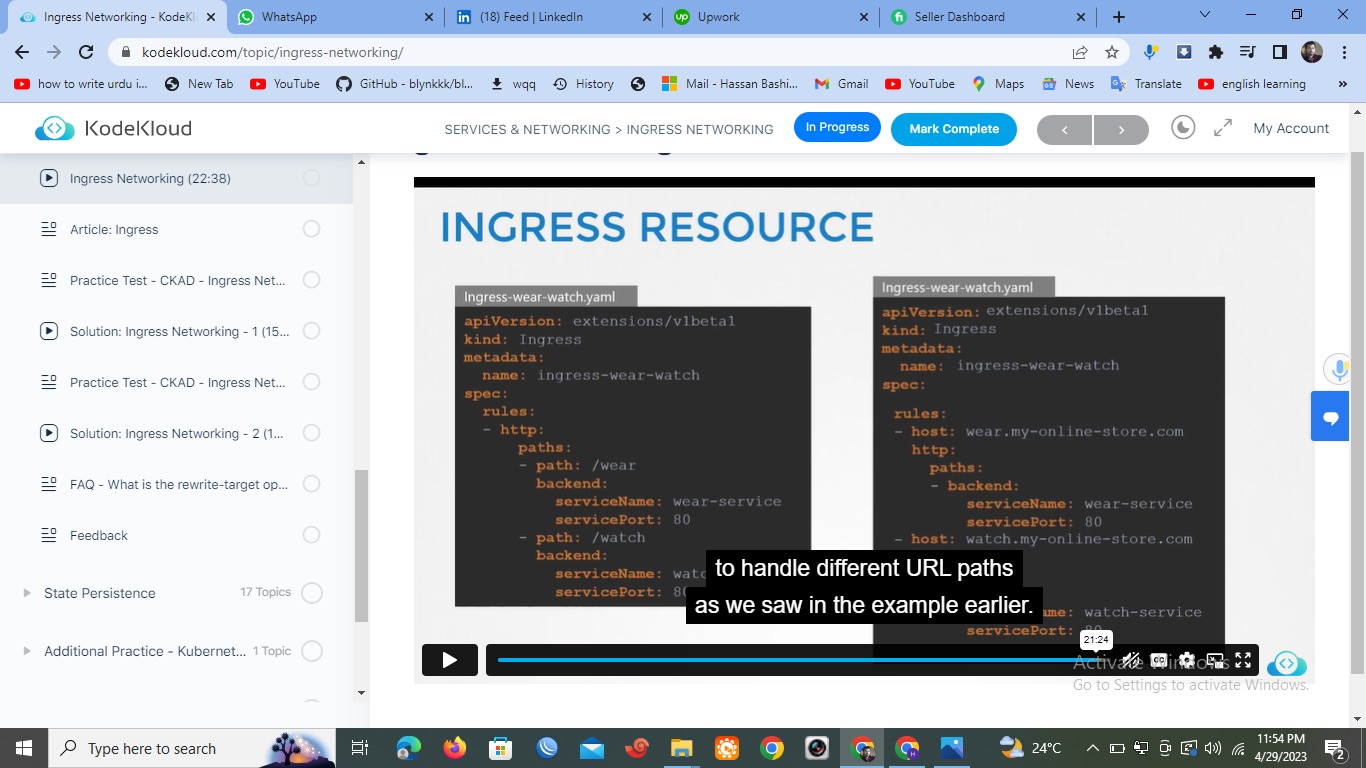 Ingress Networking - KodeKl
WhatsApp
(18) Feed | LinkedIn
Upwork
Seller Dashboard
kodekloud.com/topic/ingress-networking/
how to write urdu i...
New Tab
YouTube
GitHub - blynkkk/bl...
wqq
History
Mail - Hassan Bashi...
Gmail
YouTube
Maps
News
Translate
english learning
KodeKloud
SERVICES & NETWORKING > INGRESS NETWORKING
In Progress
Mark Complete
My Account
Ingress Networking (22:38)
Article: Ingress
Practice Test - CKAD - Ingress Net...
Solution: Ingress Networking - 1 (15...
Practice Test - CKAD - Ingress Net...
Solution: Ingress Networking - 2 (1...
FAQ - What is the rewrite-target op...
Feedback
State Persistence 17 Topics
Additional Practice - Kubernet... 1 Topic
INGRESS RESOURCE
Ingress-wear-watch.yaml
apiVersion: extensions/v1beta1
kind: Ingress
metadata:
name: ingress-wear-watch
spec:
rules:
- http:
paths:
- path: /wear
backend:
serviceName: wear-service
servicePort: 80
- path: /watch
backend:
serviceName: watc
servicePort: 80
Ingress-wear-watch.yaml
apiVersion: extensions/v1beta1
kind: Ingress
metadata:
name: ingress-wear-watch
spec:
rules:
- host: wear.my-online-store.com
http:
paths:
- backend:
serviceName: wear-service
servicePort: 80
- host: watch.my-online-store.com
ame: watch-service
servicePort: 80
to handle different URL paths
as we saw in the example earlier.
21:24
CC
Activate Windows
Go to Settings to activate Windows.
Type here to search
24°C
11:54 PM
4/29/2023
2